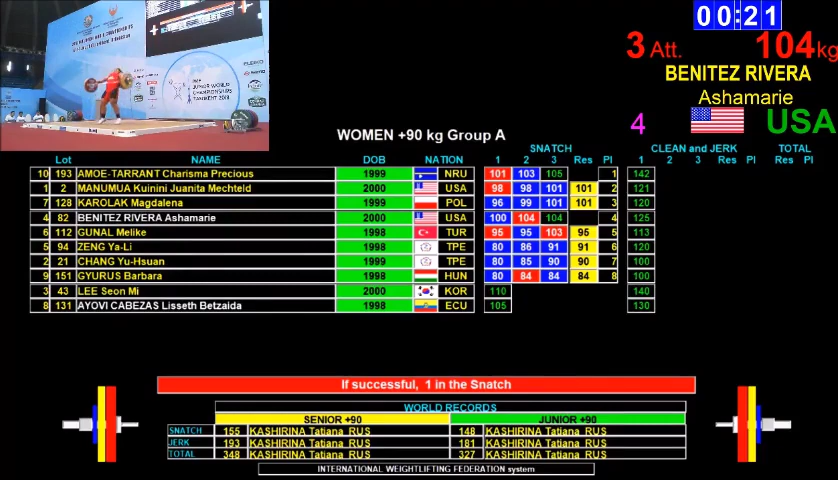 00:21
3 Att. 104kg
BENITEZ RIVERA
Ashamarie
4 USA
IWF
JUNIOR WORLD
CHAMPIONSHIPS
TASHKENT 2018
WOMEN +90 kg Group A
SNATCH CLEAN and JERK TOTAL
Lot NAME DOB NATION 1 2 3 Res Pl 1 2 3 Res Pl Res Pl
10 193 AMOE-TARRANT Charisma Precious 1999 NRU 101 103 105 1 142
1 2 MANUMUA Kuinini Juanita Mechteld 2000 USA 98 98 101 101 2 121
7 128 KAROLAK Magdalena 2000 POL 96 99 101 101 3 120
4 82 BENITEZ RIVERA Ashamarie 2000 USA 100 104 104 4 125
6 112 GUNAL Melike 1998 TUR 95 95 103 95 5 113
5 94 ZENG Ya-Li 1998 TPE 80 86 91 91 6 120
2 21 CHANG Yu-Hsuan 1998 TPE 80 85 90 90 7 100
9 151 GYURUS Barbara 1998 HUN 80 84 84 84 8 100
3 43 LEE Seon Mi 2000 KOR 110 140
8 131 AYOVI CABEZAS Lisseth Betzaida 1998 ECU 105 130
If successful, 1 in the Snatch
WORLD RECORDS
SENIOR +90 JUNIOR +90
SNATCH 155 KASHIRINA Tatiana RUS 148 KASHIRINA Tatiana RUS
JERK 193 KASHIRINA Tatiana RUS 181 KASHIRINA Tatiana RUS
TOTAL 348 KASHIRINA Tatiana RUS 327 KASHIRINA Tatiana RUS
INTERNATIONAL WEIGHTLIFTING FEDERATION system